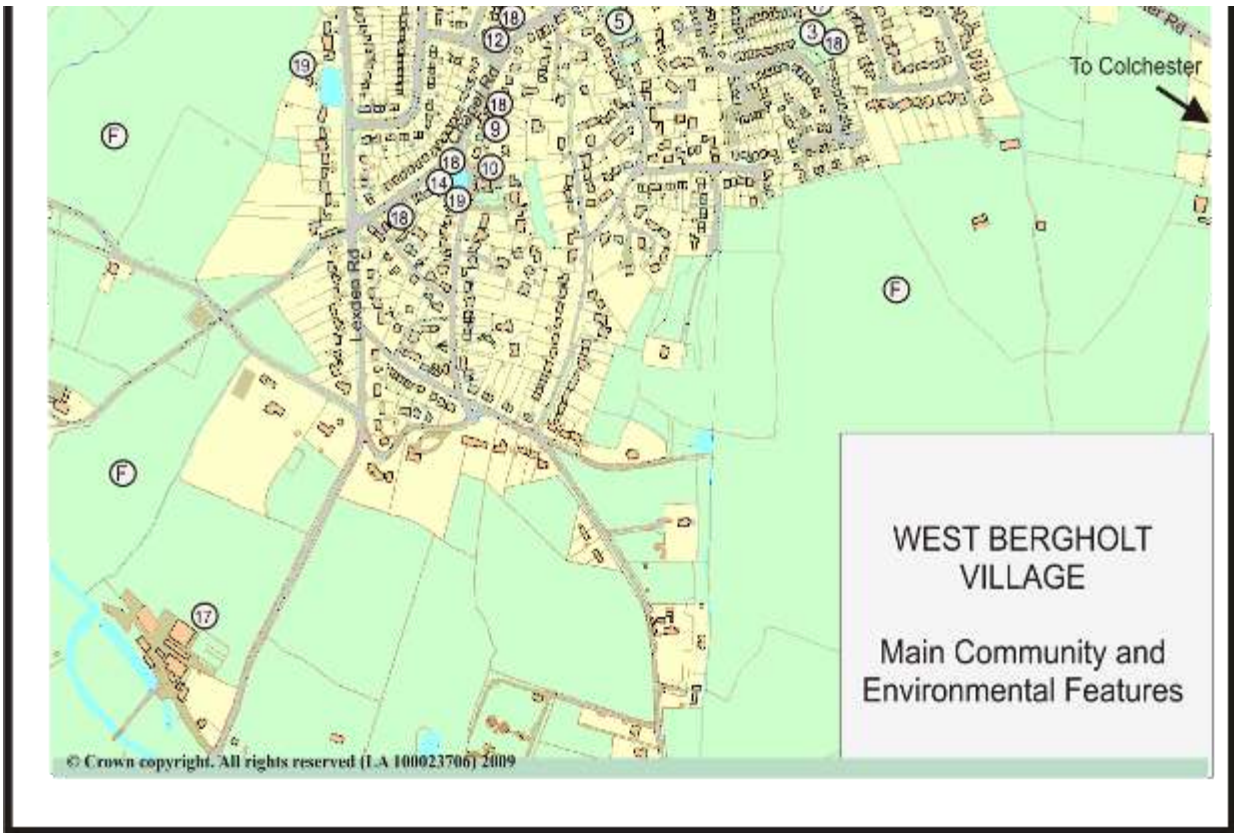 18
5
12
3
18
To Colchester
19
Chapel Rd
18
9
F
18
10
14
19
18
Lexden Rd
F
F
17
WEST BERGHOLT
VILLAGE
Main Community and
Environmental Features
© Crown copyright. All rights reserved (LA 100023706) 2009